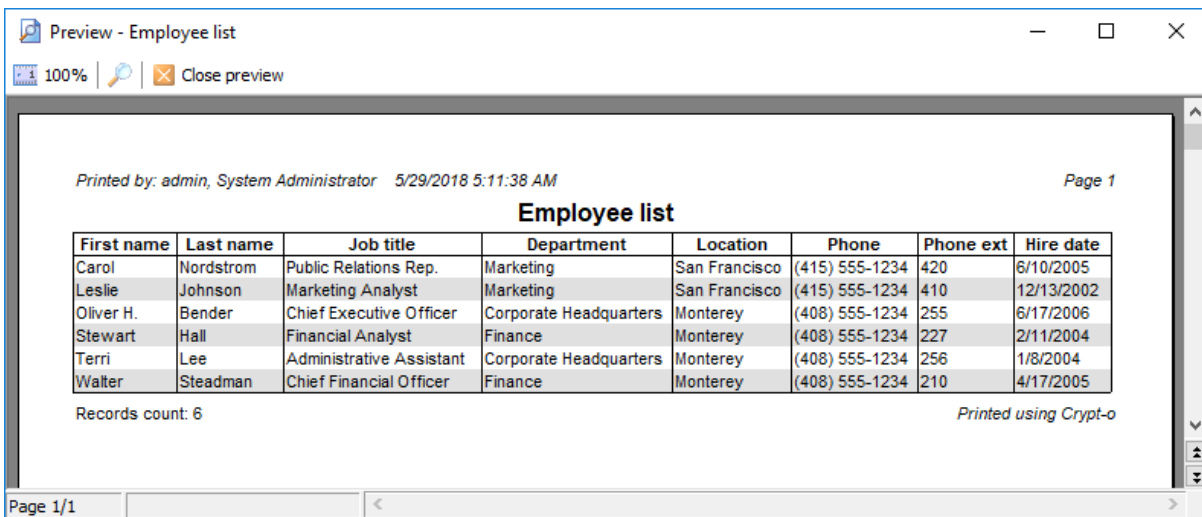 Preview - Employee list
100% Close preview
Printed by: admin, System Administrator 5/29/2018 5:11:38 AM Page 1
Employee list
First name Last name Job title Department Location Phone Phone ext Hire date
Carol Nordstrom Public Relations Rep. Marketing San Francisco (415) 555-1234 420 6/10/2005
Leslie Johnson Marketing Analyst Marketing San Francisco (415) 555-1234 410 12/13/2002
Oliver H. Bender Chief Executive Officer Corporate Headquarters Monterey (408) 555-1234 255 6/17/2006
Stewart Hall Financial Analyst Finance Monterey (408) 555-1234 227 2/11/2004
Terri Lee Administrative Assistant Corporate Headquarters Monterey (408) 555-1234 256 1/8/2004
Walter Steadman Chief Financial Officer Finance Monterey (408) 555-1234 210 4/17/2005
Records count: 6 Printed using Crypt-o
Page 1/1